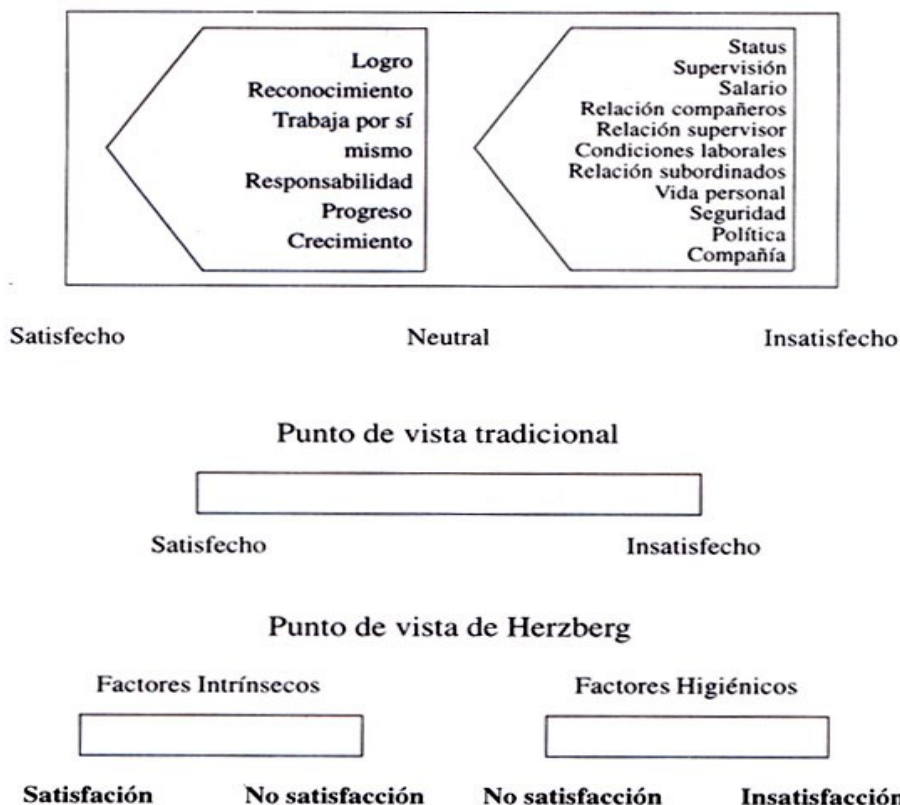 Logro
Reconocimiento
Trabaja por sí
mismo
Responsabilidad
Progreso
Crecimiento
Status
Supervisión
Salario
Relación compañeros
Relación supervisor
Condiciones laborales
Relación subordinados
Vida personal
Seguridad
Política
Compañía
Satisfecho Neutral Insatisfecho
Punto de vista tradicional
Satisfecho Insatisfecho
Punto de vista de Herzberg
Factores Intrínsecos Factores Higiénicos
Satisfación No satisfacción No satisfacción Insatisfacción